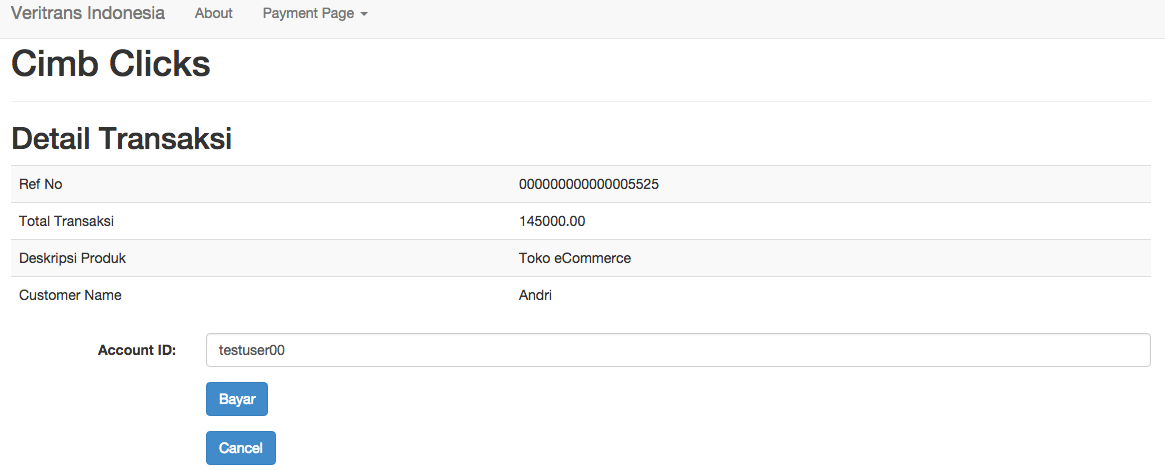 Veritrans Indonesia About Payment Page
Cimb Clicks
Detail Transaksi
Ref No 000000000000005525
Total Transaksi 145000.00
Deskripsi Produk Toko eCommerce
Customer Name Andri
Account ID: testuser00
Bayar
Cancel